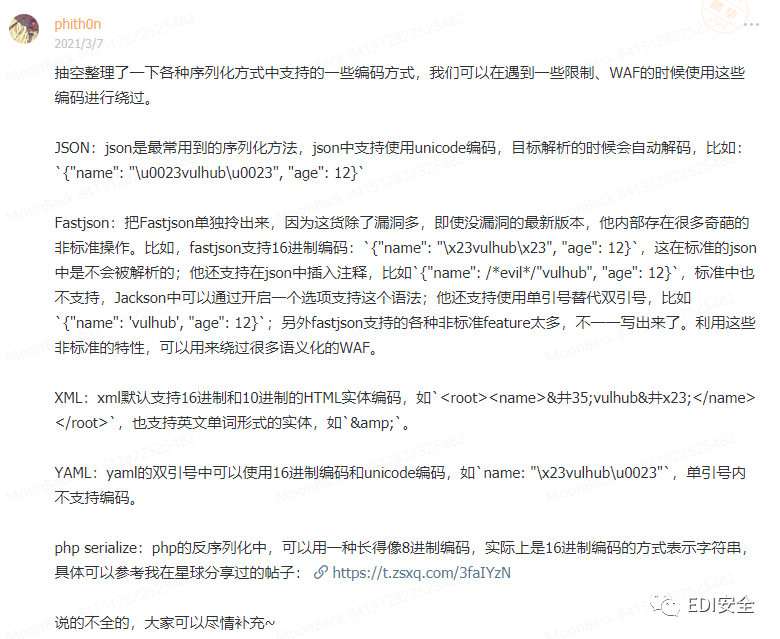 phith0n
2021/3/7
抽空整理了一下各种序列化方式中支持的一些编码方式，我们可以在遇到一些限制、WAF的时候使用这些
编码进行绕过。
JSON：json是最常用到的序列化方法，json中支持使用unicode编码，目标解析的时候会自动解码，比如：
`{"name": "\u0023vulhub\u0023", "age": 12}`
Fastjson：把Fastjson单独拎出来，因为这货除了漏洞多，即使没漏洞的最新版本，他内部存在很多奇葩的
非标准操作。比如，fastjson支持16进制编码：`{"name": "\x23vulhub\x23", "age": 12}`，这在标准的json
中是不会被解析的；他还支持在json中插入注释，比如`{"name": /*evil*/"vulhub", "age": 12}`，标准中也
不支持，Jackson中可以通过开启一个选项支持这个语法；他还支持使用单引号替代双引号，比如
`{"name": 'vulhub', "age": 12}`；另外fastjson支持的各种非标准feature太多，不一一写出来了。利用这些
非标准的特性，可以用来绕过很多语义化的WAF。
XML：xml默认支持16进制和10进制的HTML实体编码，如`<root><name>&井35;vulhub&井x23;</name>
</root>`，也支持英文单词形式的实体，如`&amp;`。
YAML：yaml的双引号中可以使用16进制编码和unicode编码，如`name: "\x23vulhub\u0023"`，单引号内
不支持编码。
php serialize：php的反序列化中，可以用一种长得像8进制编码，实际上是16进制编码的方式表示字符串，
具体可以参考我在星球分享过的帖子： https://t.zsxq.com/3faIYzN
说的不全的，大家可以尽情补充~
EDI安全